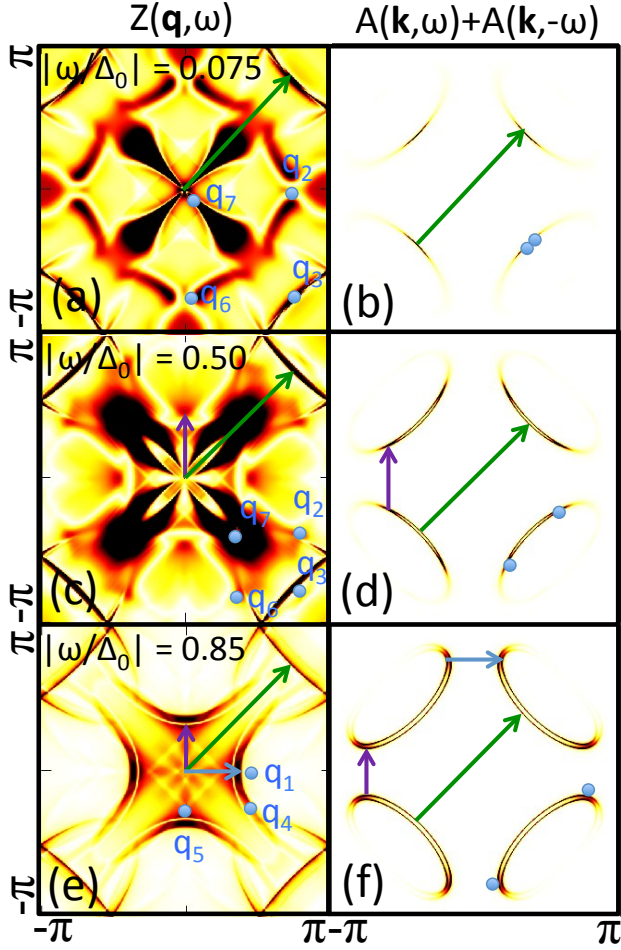 Z(q,ω) A(k,ω)+A(k,-ω)
π |ω/Δ₀| = 0.075
q₂
q₇
q₃
q₆
(a) (b)
-π
π |ω/Δ₀| = 0.50
q₇ q₂
q₃
q₆
(c) (d)
-π
π |ω/Δ₀| = 0.85
q₁
q₄
q₅
(e) (f)
-π
-π π -π π